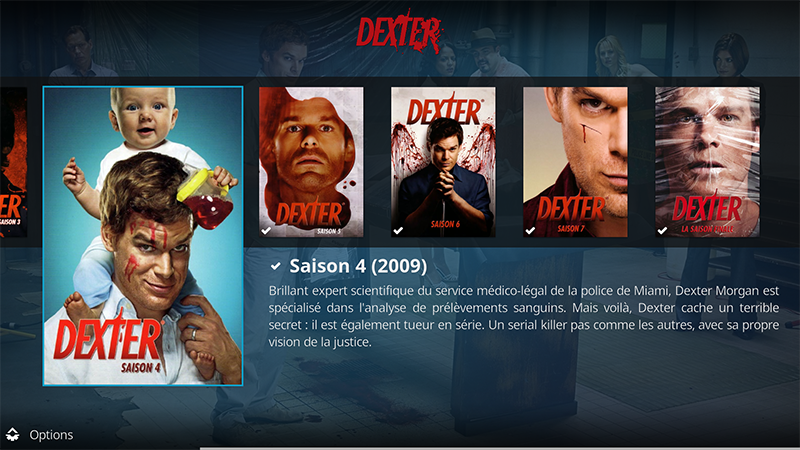 DEXTER
SAISON 3
DEXTER
SAISON 4
DEXTER
SAISON 5
DEXTER
SAISON 6
DEXTER
SAISON 7
DEXTER
LA SAISON FINALE
Saison 4 (2009)
Brillant expert scientifique du service médico-légal de la police de Miami, Dexter Morgan est
spécialisé dans l'analyse de prélèvements sanguins. Mais voilà, Dexter cache un terrible
secret : il est également tueur en série. Un serial killer pas comme les autres, avec sa propre
vision de la justice.
Options